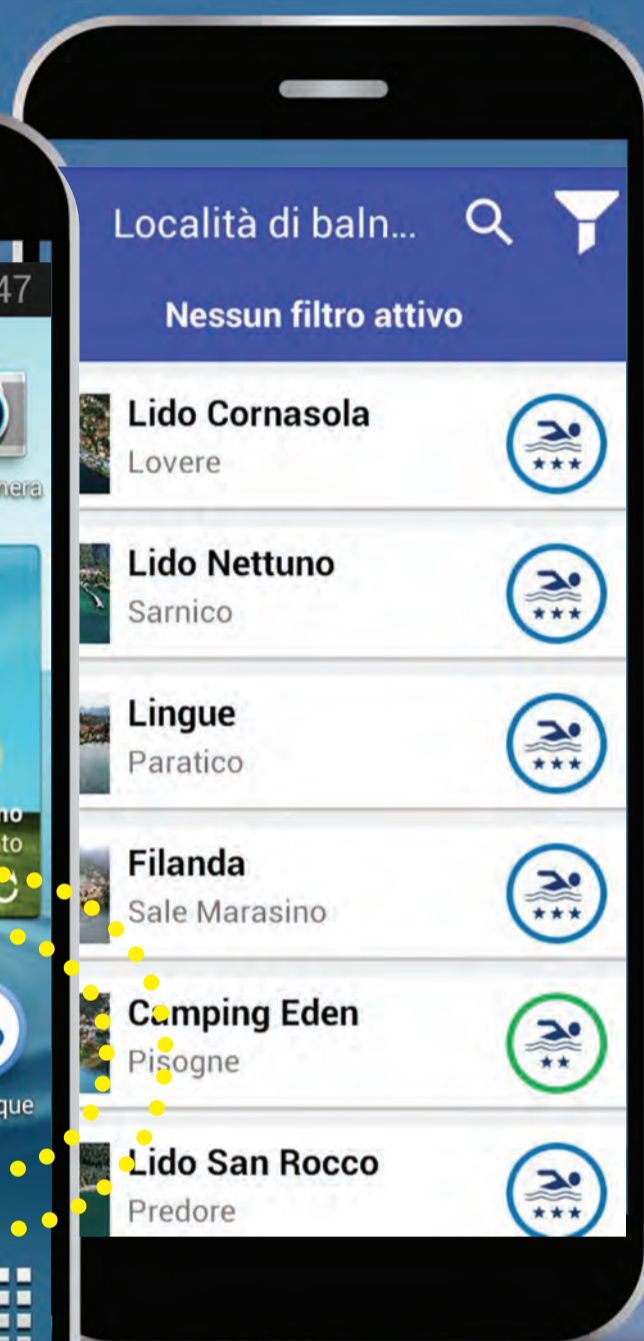 47
Località di baln...
Nessun filtro attivo
Lido Cornasola
Lovere
Lido Nettuno
Sarnico
Lingue
Paratico
Filanda
Sale Marasino
Camping Eden
Pisogne
Lido San Rocco
Predore